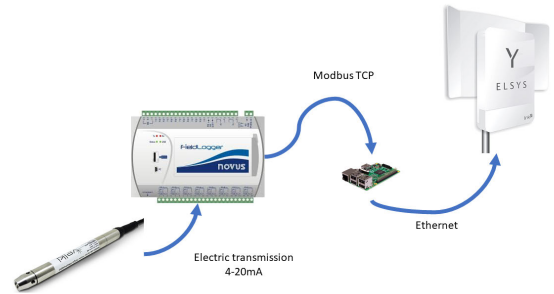 Modbus TCP
Y
ELSYS
FieldLogger
novus
Ethernet
Electric transmission
4-20mA